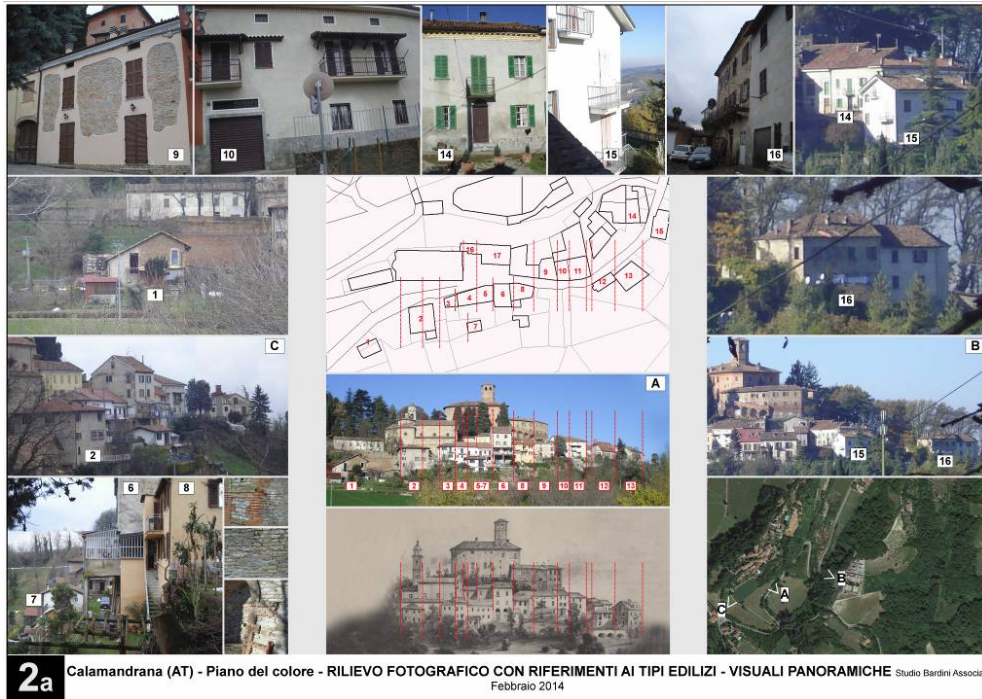 9
10
14
15
16
14
15
1
16 17 14 15
9 10 11 13
12
3 4 5 6 8
2 7
1
16
C
2
A
1 2 3 4 5-7 6 8 9 10 11 12 13
B
15
16
6 8
7
C A B
2a
Calamandrana (AT) - Piano del colore - RILIEVO FOTOGRAFICO CON RIFERIMENTI AI TIPI EDILIZI - VISUALI PANORAMICHE Studio Bardini Associa
Febbraio 2014